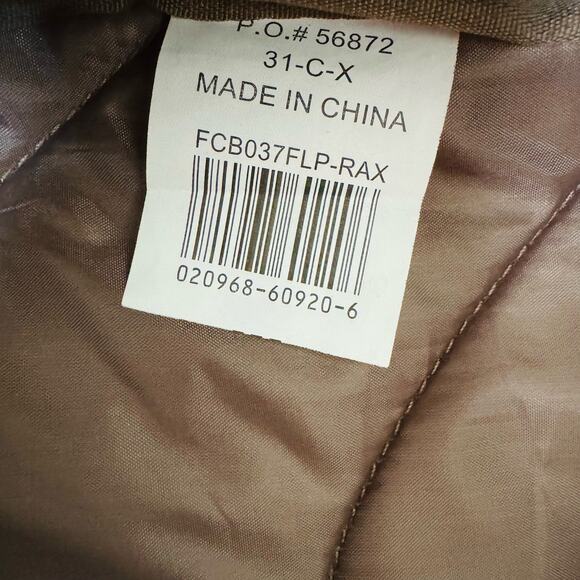 P.O.# 56872
31-C-X
MADE IN CHINA
FCB037FLP-RAX
020968-60920-6